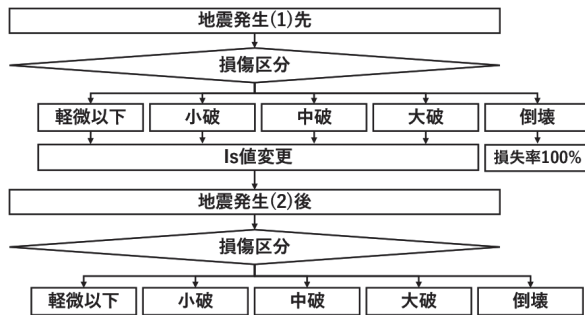 地震発生(1)先
損傷区分
軽微以下 小破 中破 大破 倒壊
Is値変更 損失率100%
地震発生(2)後
損傷区分
軽微以下 小破 中破 大破 倒壊